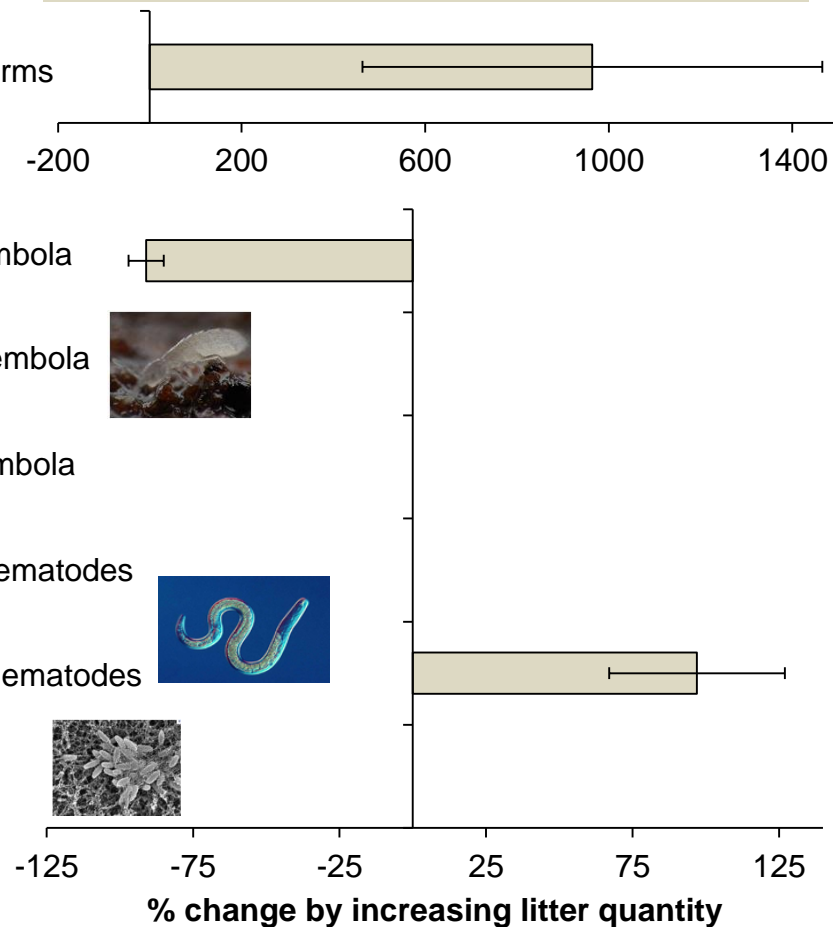 rms
-200 200 600 1000 1400
mbola
embola
mbola
ematodes
ematodes
-125 -75 -25 25 75 125
% change by increasing litter quantity